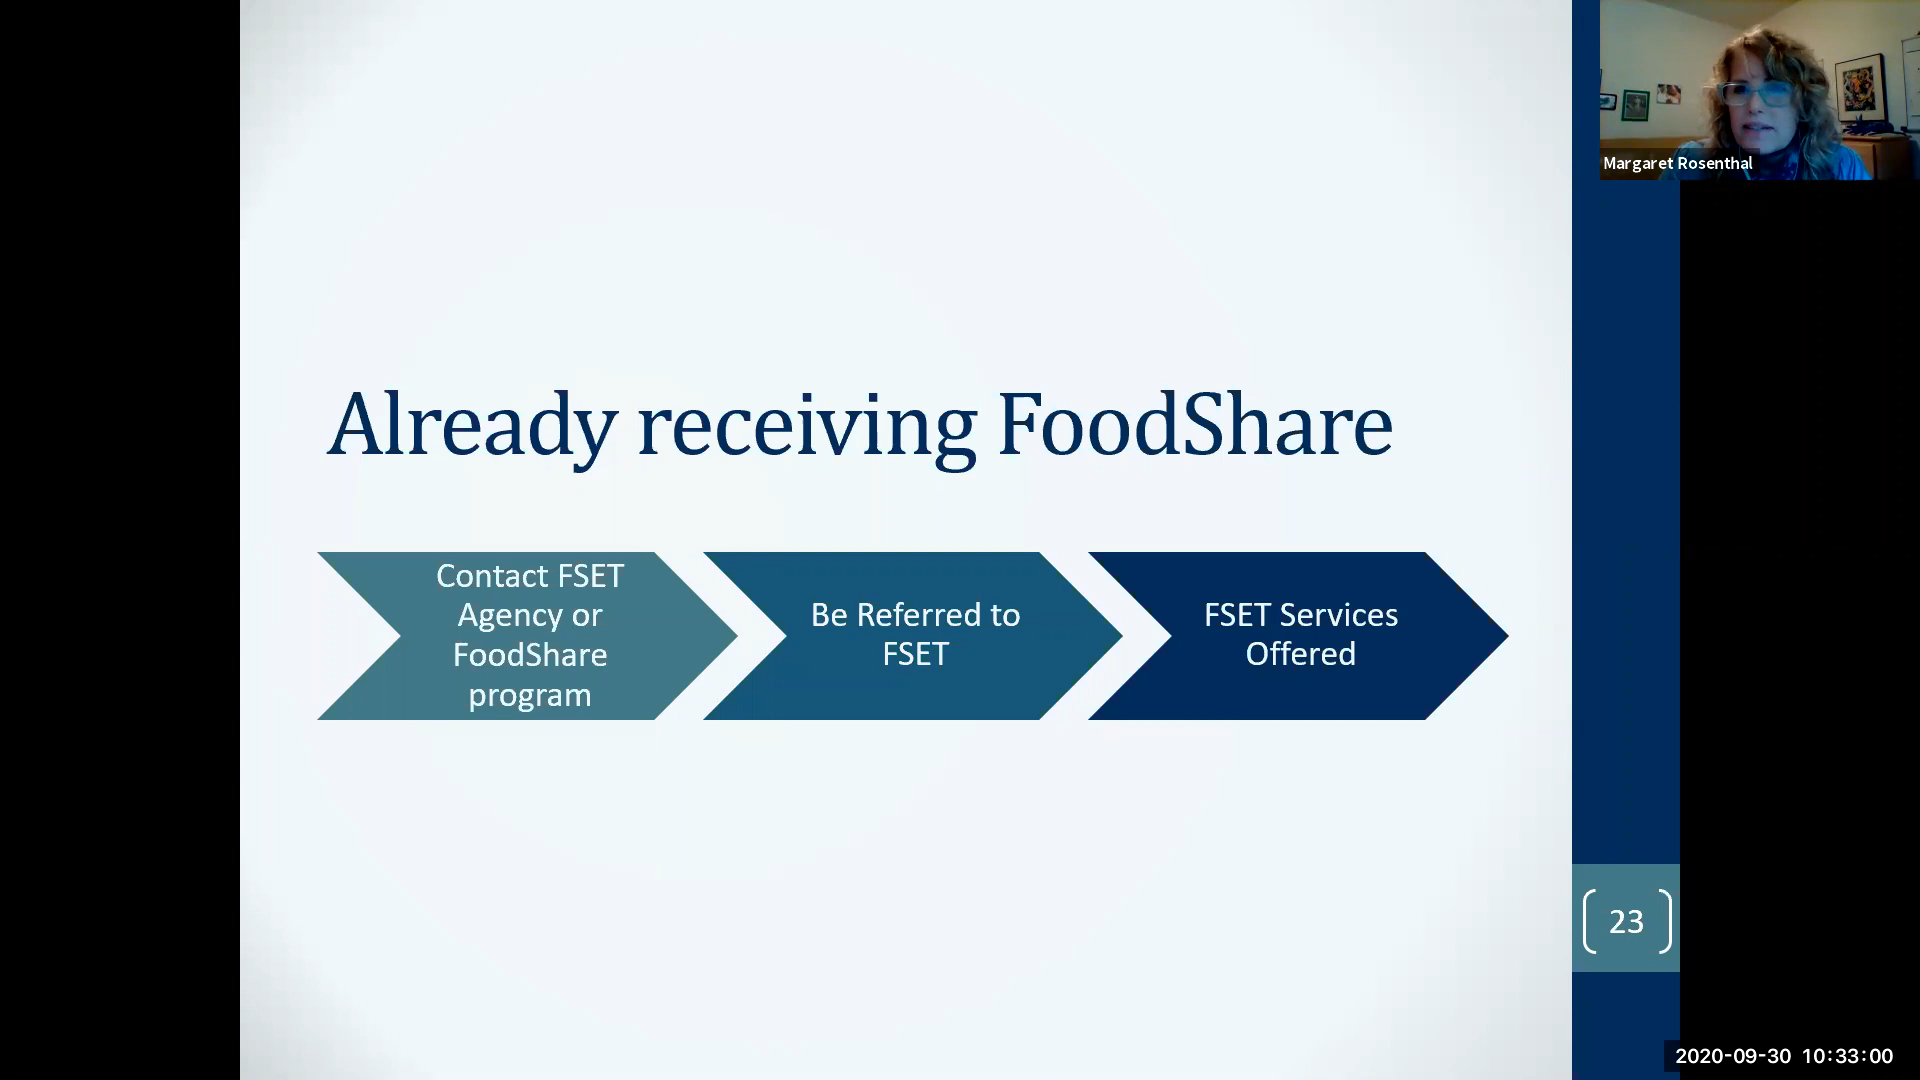 Margaret Rosenthal
Already receiving FoodShare
Contact FSET
Agency or
FoodShare
program
Be Referred to
FSET
FSET Services
Offered
23
2020-09-30 10:33:00